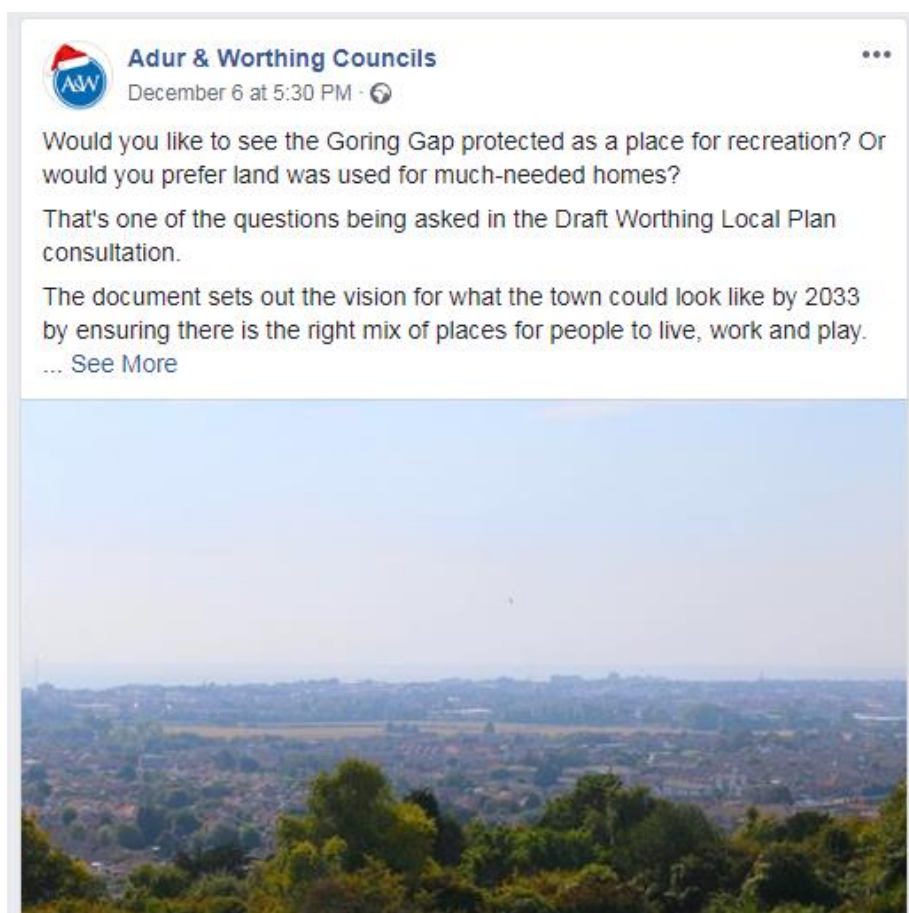 Adur & Worthing Councils
A&W
December 6 at 5:30 PM ·
Would you like to see the Goring Gap protected as a place for recreation? Or
would you prefer land was used for much-needed homes?
That's one of the questions being asked in the Draft Worthing Local Plan
consultation.
The document sets out the vision for what the town could look like by 2033
by ensuring there is the right mix of places for people to live, work and play.
... See More